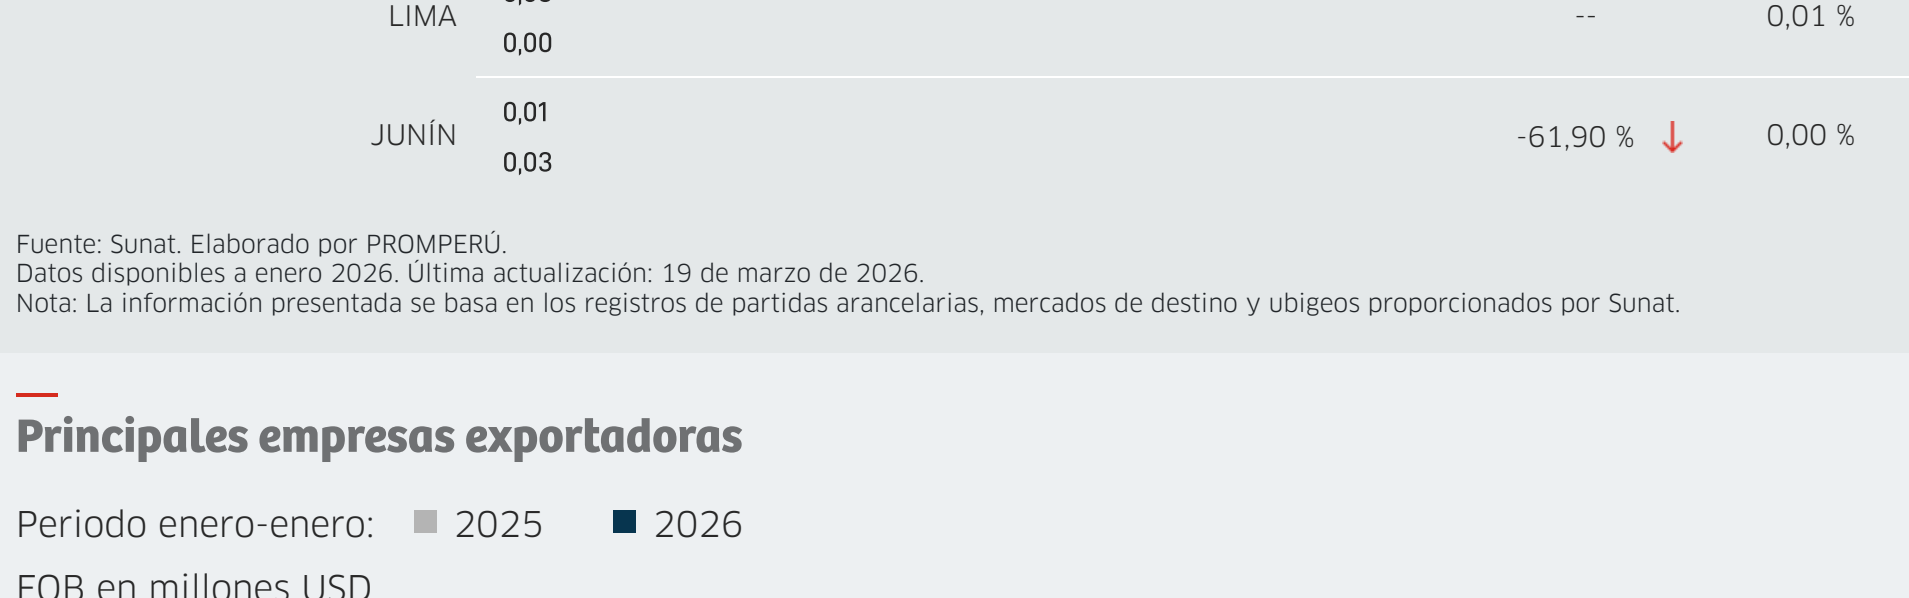 LIMA
0,00
-- 0,01 %
JUNÍN
0,01
0,03
-61,90 % ↓ 0,00 %
Fuente: Sunat. Elaborado por PROMPERÚ.
Datos disponibles a enero 2026. Última actualización: 19 de marzo de 2026.
Nota: La información presentada se basa en los registros de partidas arancelarias, mercados de destino y ubigeos proporcionados por Sunat.
Principales empresas exportadoras
Periodo enero-enero: 2025 2026
FOB en millones USD